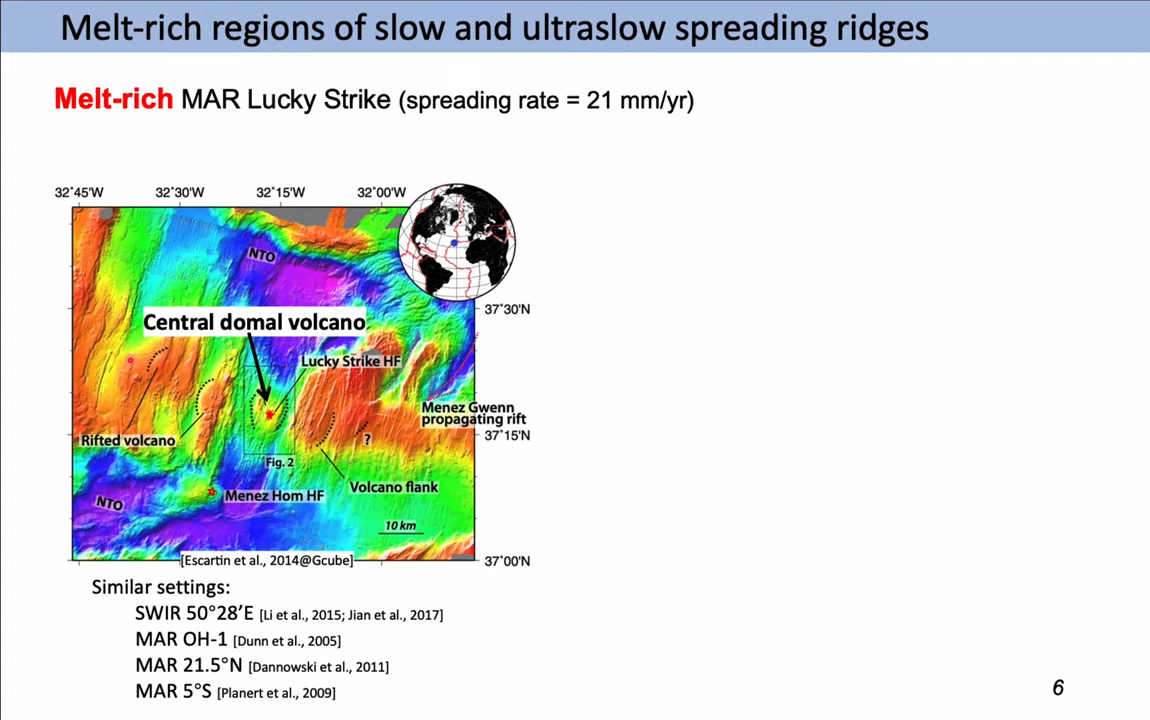 Melt-rich regions of slow and ultraslow spreading ridges
Melt-rich MAR Lucky Strike (spreading rate = 21 mm/yr)
32°45'W 32°30'W 32°15'W 32°00'W
NTO
37°30'N
Central domal volcano
Lucky Strike HF
Menez Gwenn
propagating rift
Rifted volcano
?
37°15'N
Fig. 2
Volcano flank
Menez Hom HF
NTO
10 km
[Escartin et al., 2014@Gcube]
37°00'N
Similar settings:
SWIR 50°28’E [Li et al., 2015; Jian et al., 2017]
MAR OH-1 [Dunn et al., 2005]
MAR 21.5°N [Dannowski et al., 2011]
MAR 5°S [Planert et al., 2009]
6